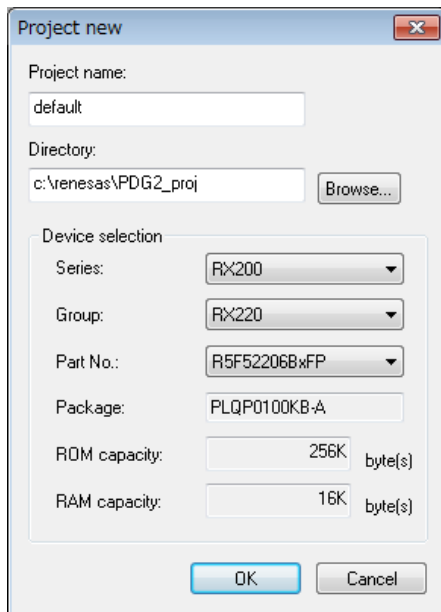 Project new
Project name:
default
Directory:
c:\renesas\PDG2_proj
Browse...
Device selection
Series: RX200
Group: RX220
Part No.: R5F52206BxFP
Package: PLQP0100KB-A
ROM capacity: 256K byte(s)
RAM capacity: 16K byte(s)
OK Cancel